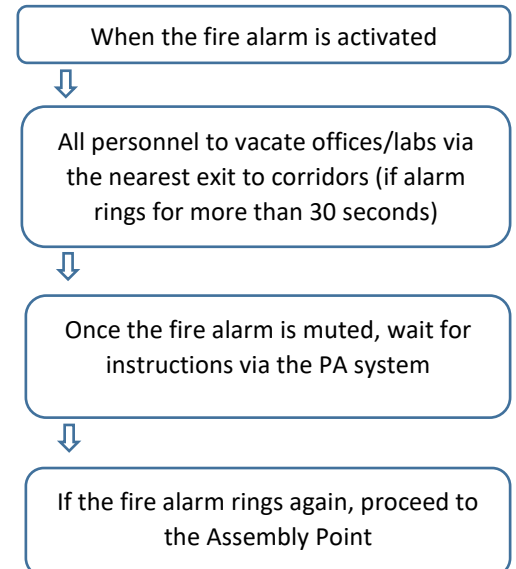 When the fire alarm is activated
All personnel to vacate offices/labs via
the nearest exit to corridors (if alarm
rings for more than 30 seconds)
Once the fire alarm is muted, wait for
instructions via the PA system
If the fire alarm rings again, proceed to
the Assembly Point